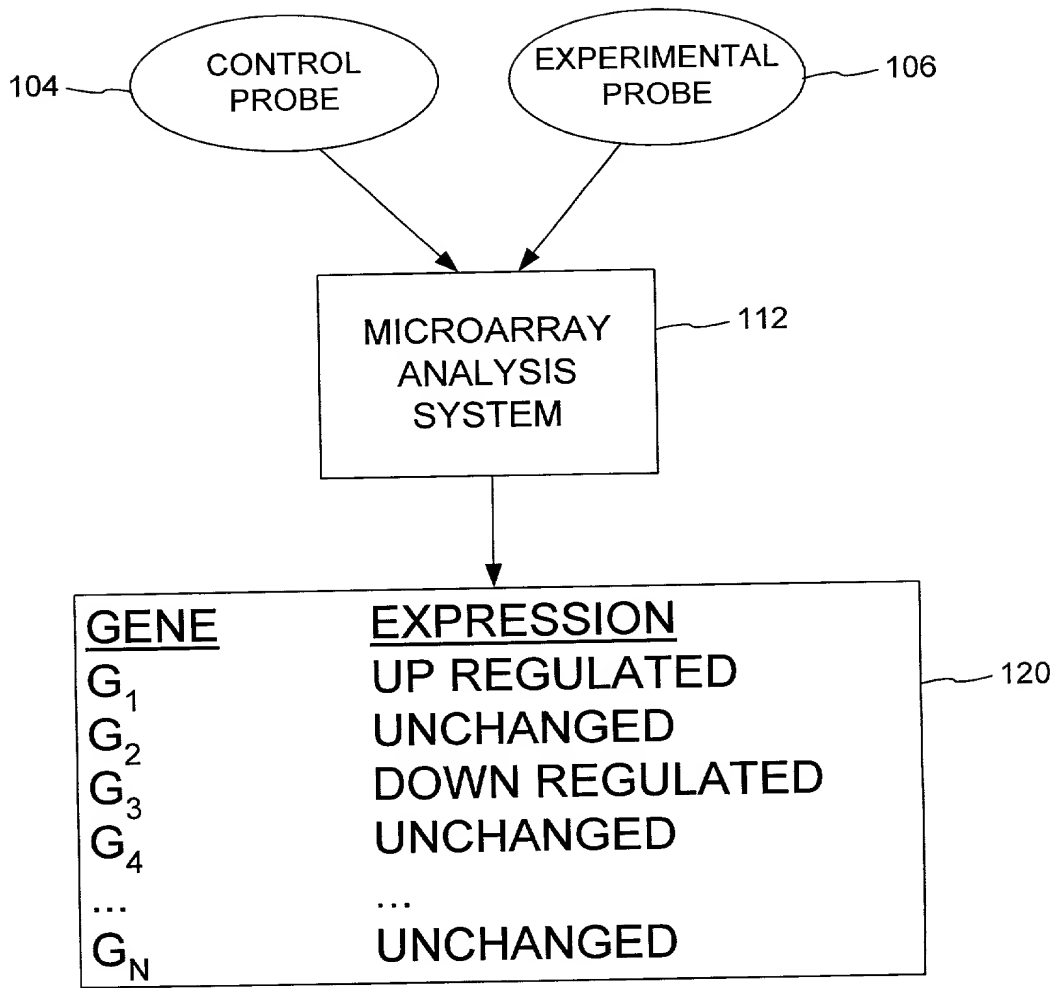 104
CONTROL
PROBE
EXPERIMENTAL
PROBE
106
MICROARRAY
ANALYSIS
SYSTEM
112
GENE EXPRESSION
G₁ UP REGULATED
G₂ UNCHANGED
G₃ DOWN REGULATED
G₄ UNCHANGED
... ...
G_N UNCHANGED
120